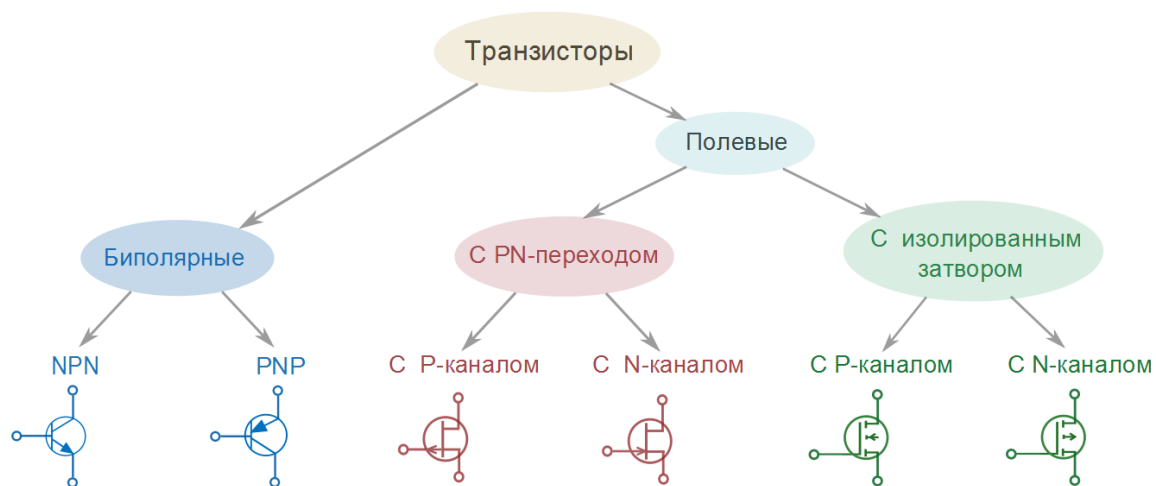 Транзисторы
Полевые
Биполярные
С PN-переходом
С изолированным
затвором
NPN
PNP
С P-каналом
С N-каналом
С P-каналом
С N-каналом